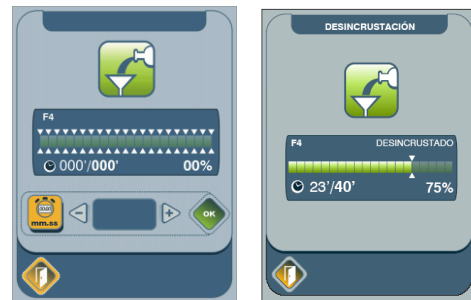 F4
000'/000' 00%
mm.ss
OK
DESINCRUSTACIÓN
F4 DESINCRUSTADO
23'/40' 75%